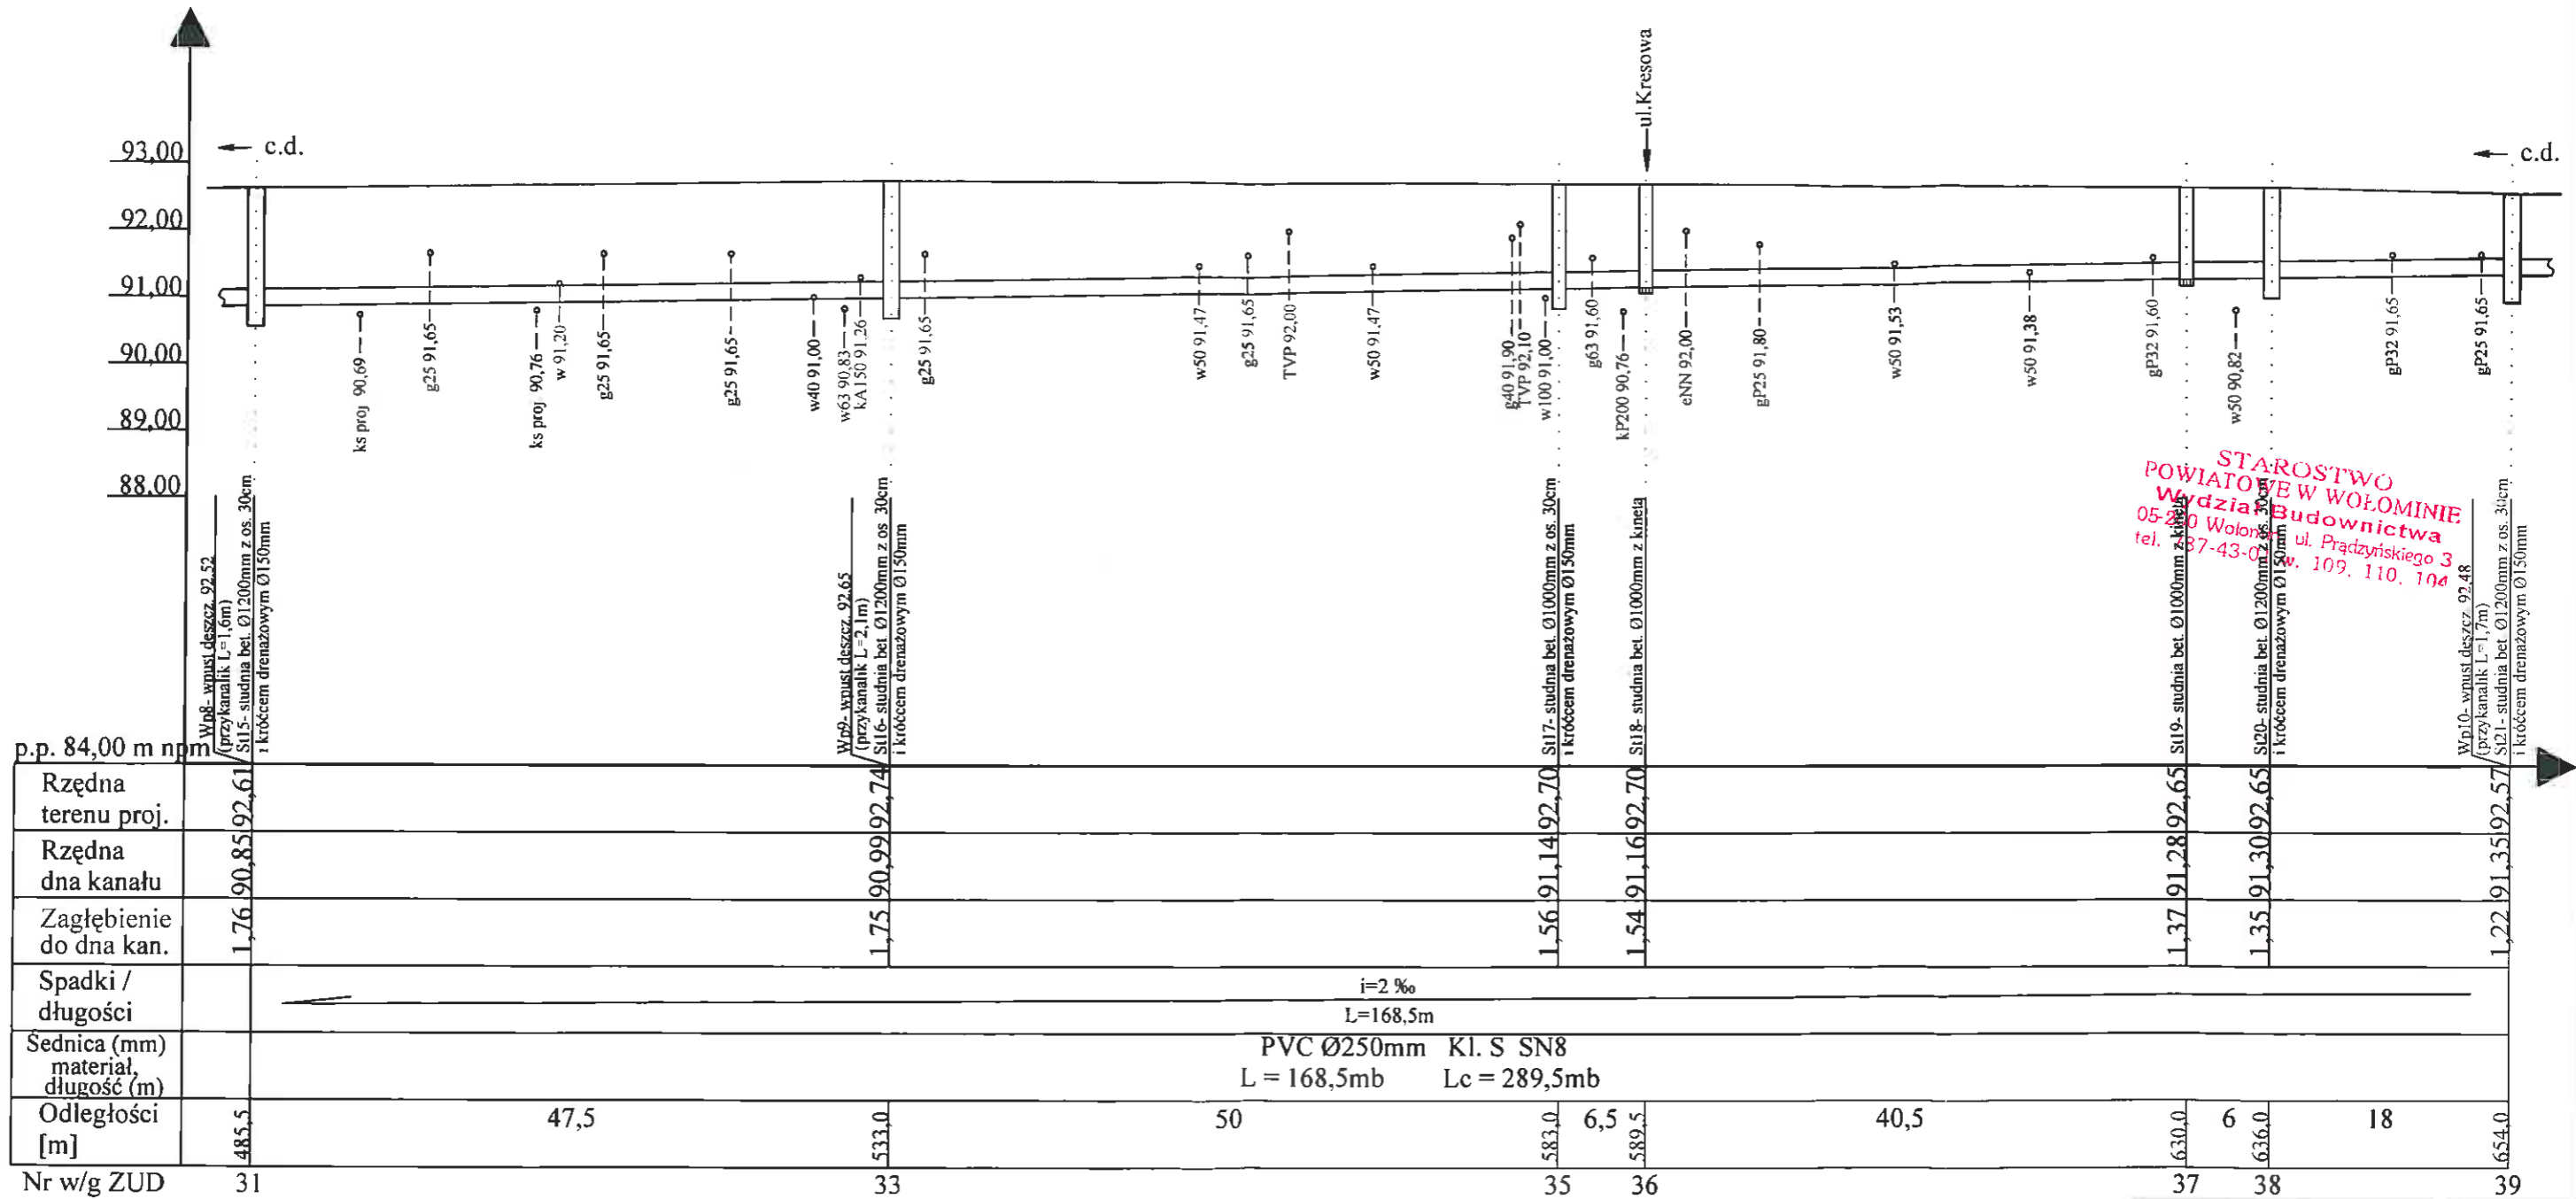 ul.Kresowa
93,00
c.d.
c.d.
92,00
91,00
90,00
89,00
88,00
ks proj 90,69
g25 91,65
ks proj 90,76
w 91,20
g25 91,65
g25 91,65
w40 91,00
w63 90,83
kA150 91,26
g25 91,65
w50 91,47
g25 91,65
TVP 92,00
w50 91,47
g40 91,90
TVP 92,10
w100 91,00
g63 91,60
kP200 90,76
eNN 92,00
gP25 91,80
w50 91,53
w50 91,38
gP32 91,60
w50 90,82
gP32 91,65
gP25 91,65
STAROSTWO
POWIATOWE W WOŁOMINIE
Wydział Budownictwa
ul. Prądzyńskiego 3
w. 109, 110, 104
Wp8- wpust deszcz. 92,52
(przykanalik L=1,6m)
St15- studnia bet. Ø1200mm z os. 30cm
i króćcem drenażowym Ø150mm
Wp9- wpust deszcz. 92,65
(przykanalik L=2,1m)
St16- studnia bet. Ø1200mm z os. 30cm
i króćcem drenażowym Ø150mm
St17- studnia bet. Ø1000mm z os. 30cm
i króćcem drenażowym Ø150mm
St18- studnia bet. Ø1000mm z kinetą
St19- studnia bet. Ø1000mm z kinetą
St20- studnia bet. Ø1200mm z os. 30cm
i króćcem drenażowym Ø150mm
Wp10- wpust deszcz. 92,48
(przykanalik L=1,7m)
St21- studnia bet. Ø1200mm z os. 30cm
i króćcem drenażowym Ø150mm
p.p. 84,00 m npm
Rzędna
terenu proj.
92,61 92,74 92,70 92,70 92,65 92,65 92,57
Rzędna
dna kanału
90,85 90,99 91,14 91,16 91,28 91,30 91,35
Zagłębienie
do dna kan.
1,76 1,75 1,56 1,54 1,37 1,35 1,22
Spadki /
długości
i=2 ‰
L=168,5m
Sednica (mm)
materiał,
długość (m)
PVC Ø250mm Kl. S SN8
L = 168,5mb Lc = 289,5mb
Odległości
[m]
485,5 47,5 533,0 50 583,0 6,5 589,5 40,5 630,0 6 636,0 18 654,0
Nr w/g ZUD 31 33 35 36 37 38 39